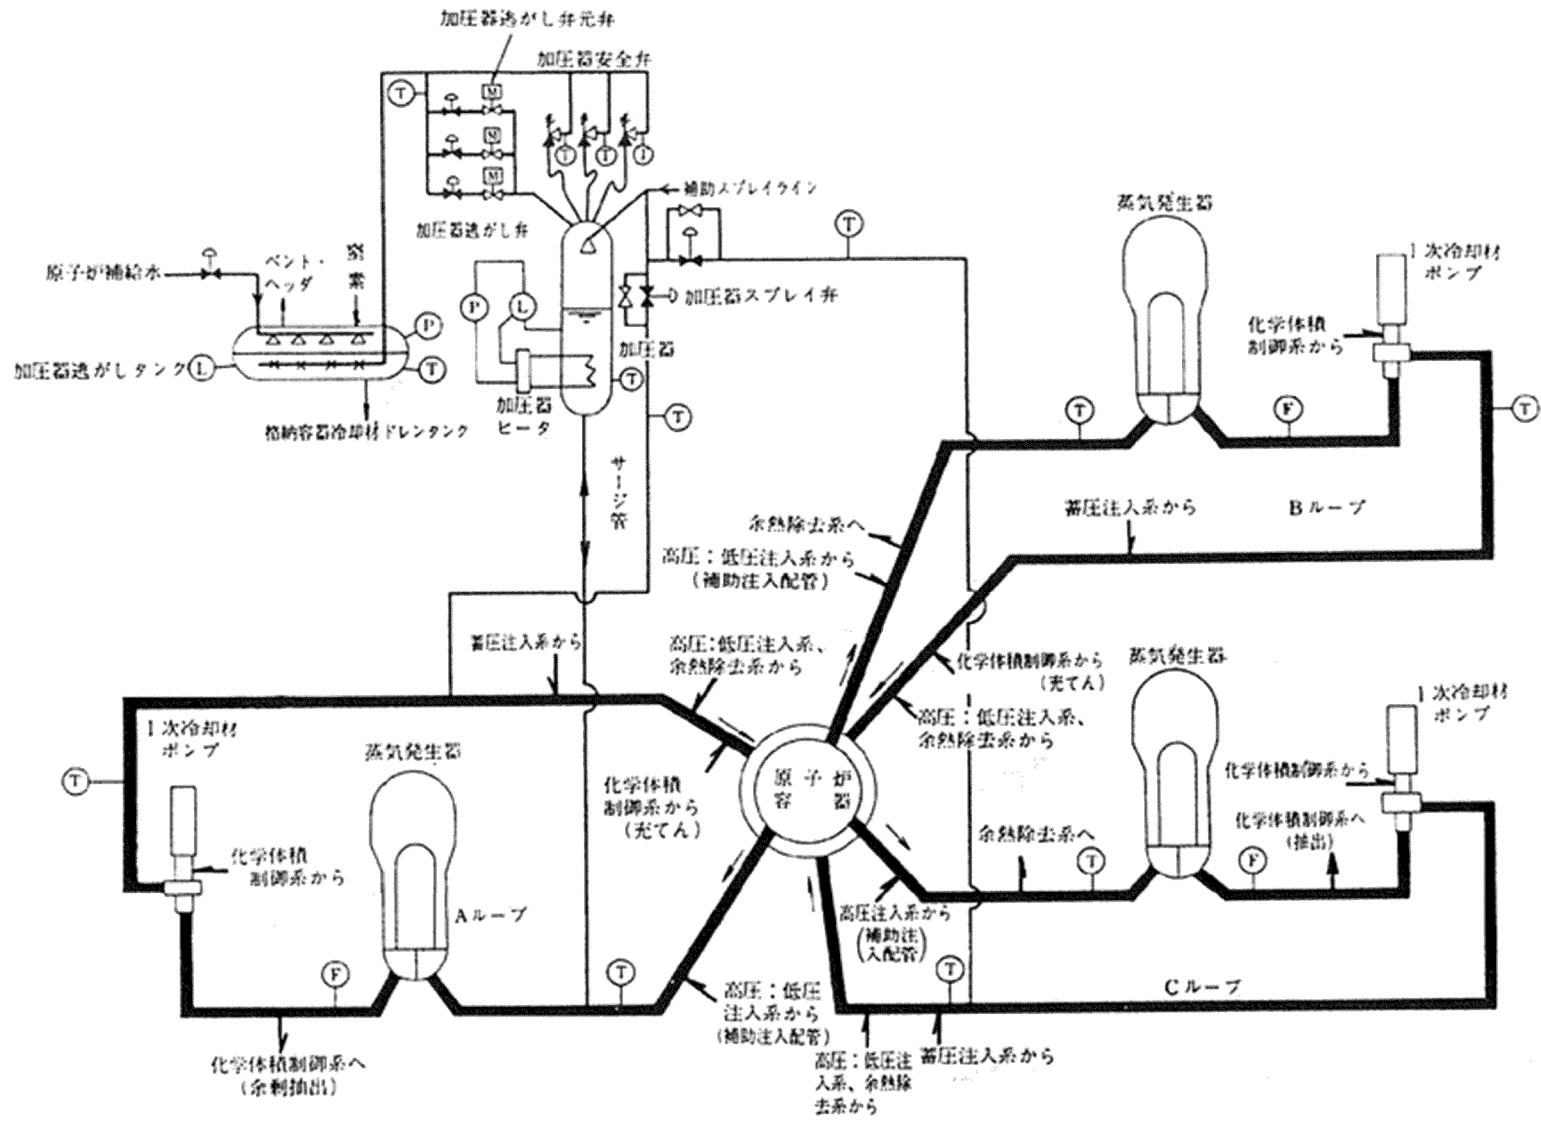 加圧器逃がし弁元弁
加圧器安全弁
T
M
M
M
T
T
T
補助スプレイライン
加圧器逃がし弁
T
原子炉補給水
ベント・
ヘッダ
窒
素
P
L
加圧器スプレイ弁
P
加圧器
加圧器逃がしタンク
L
T
T
加圧器
ヒータ
T
格納容器冷却材ドレンタンク
サージ管
蒸気発生器
1次冷却材
ポンプ
化学体積
制御系から
T
F
T
蓄圧注入系から
Bループ
余熱除去系へ
高圧:低圧注入系から
(補助注入配管)
蓄圧注入系から
高圧:低圧注入系、
余熱除去系から
化学体積制御系から
(充てん)
高圧:低圧注入系、
余熱除去系から
蒸気発生器
1次冷却材
ポンプ
1次冷却材
ポンプ
蒸気発生器
T
化学体積
制御系から
(充てん)
原子炉
容器
化学体積制御系から
化学体積制御系へ
(抽出)
余熱除去系へ
T
F
化学体積
制御系から
Aループ
高圧注入系から
(補助注
入配管)
F
T
T
Cループ
高圧:低圧
注入系から
(補助注入配管)
化学体積制御系へ
(余剰抽出)
高圧:低圧注
入系、余熱除
去系から
蓄圧注入系から